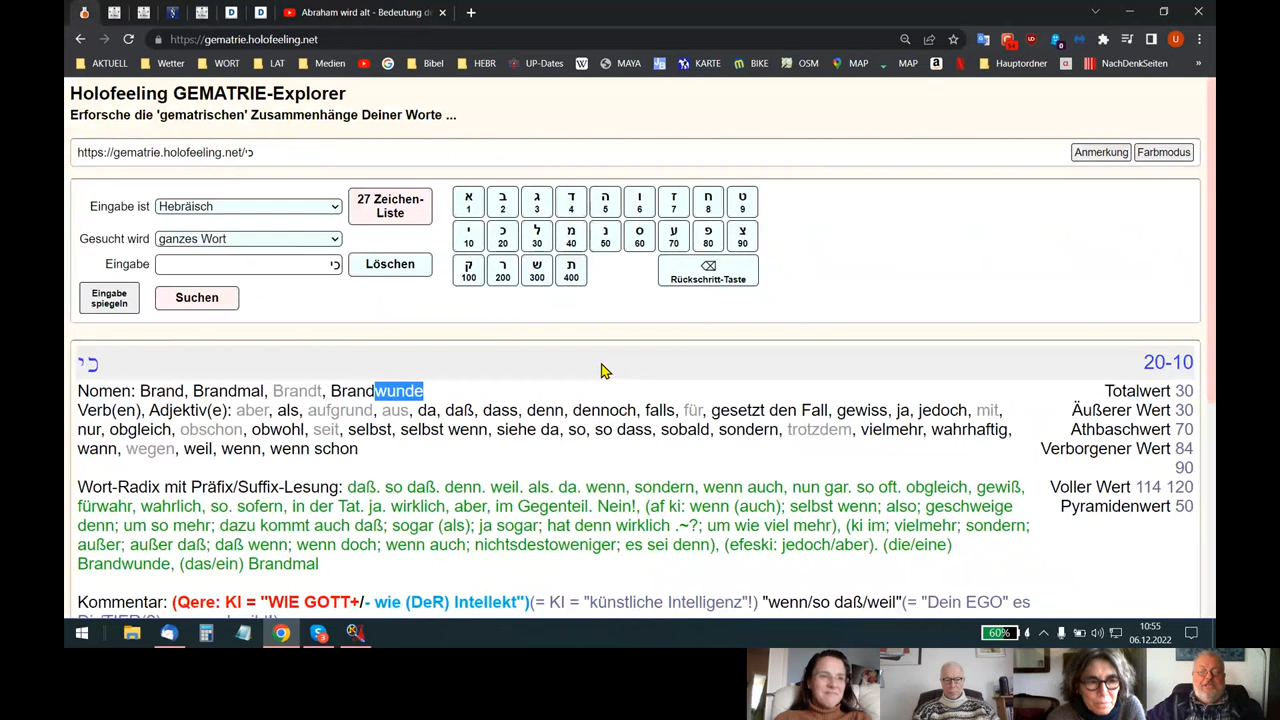 Abraham wird alt - Bedeutung de
https://gematrie.holofeeling.net
AKTUELL Wetter WORT LAT Medien Bibel HEBR UP-Dates MAYA KARTE BIKE OSM MAP MAP Hauptordner NachDenkSeiten »
Holofeeling GEMATRIE-Explorer
Erforsche die 'gematrischen' Zusammenhänge Deiner Worte ...
https://gematrie.holofeeling.net/כי Anmerkung Farbmodus
Eingabe ist Hebräisch 27 Zeichen-Liste
Gesucht wird ganzes Wort
Eingabe כי Löschen
Eingabe spiegeln Suchen
א ב ג ד ה ו ז ח ט
1 2 3 4 5 6 7 8 9
י כ ל מ נ ס ע פ צ
10 20 30 40 50 60 70 80 90
ק ר ש ת
100 200 300 400 Rückschritt-Taste
כי 20-10
Nomen: Brand, Brandmal, Brandt, Brandwunde Totalwert 30
Verb(en), Adjektiv(e): aber, als, aufgrund, aus, da, daß, dass, denn, dennoch, falls, für, gesetzt den Fall, gewiss, ja, jedoch, mit, Äußerer Wert 30
nur, obgleich, obschon, obwohl, seit, selbst, selbst wenn, siehe da, so, so dass, sobald, sondern, trotzdem, vielmehr, wahrhaftig, Athbaschwert 70
wann, wegen, weil, wenn, wenn schon Verborgener Wert 84
90
Wort-Radix mit Präfix/Suffix-Lesung: daß. so daß. denn. weil. als. da. wenn, sondern, wenn auch, nun gar. so oft. obgleich, gewiß, Voller Wert 114 120
fürwahr, wahrlich, so. sofern, in der Tat. ja. wirklich, aber, im Gegenteil. Nein!, (af ki: wenn (auch); selbst wenn; also; geschweige Pyramidenwert 50
denn; um so mehr; dazu kommt auch daß; sogar (als); ja sogar; hat denn wirklich .~?; um wie viel mehr), (ki im; vielmehr; sondern;
außer; außer daß; daß wenn; wenn doch; wenn auch; nichtsdestoweniger; es sei denn), (efeski: jedoch/aber). (die/eine)
Brandwunde, (das/ein) Brandmal
Kommentar: (Qere: KI = "WIE GOTT+/- wie (DeR) Intellekt")(= KI = "künstliche Intelligenz"!) "wenn/so daß/weil"(= "Dein EGO" es
60% 10:55
06.12.2022